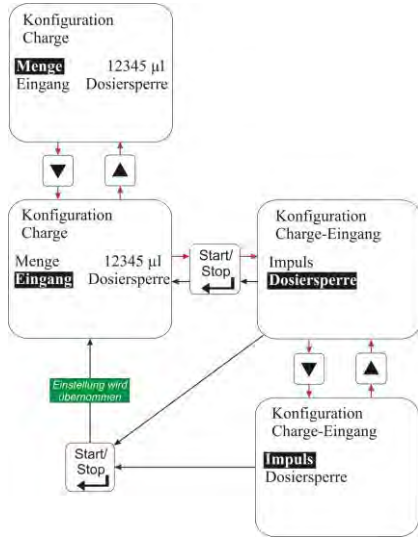 Konfiguration
Charge
Menge 12345 µl
Eingang Dosiersperre
Konfiguration
Charge
Menge 12345 µl
Eingang Dosiersperre
Start/
Stop
Konfiguration
Charge-Eingang
Impuls
Dosiersperre
Einstellung wird
übernommen
Start/
Stop
Konfiguration
Charge-Eingang
Impuls
Dosiersperre